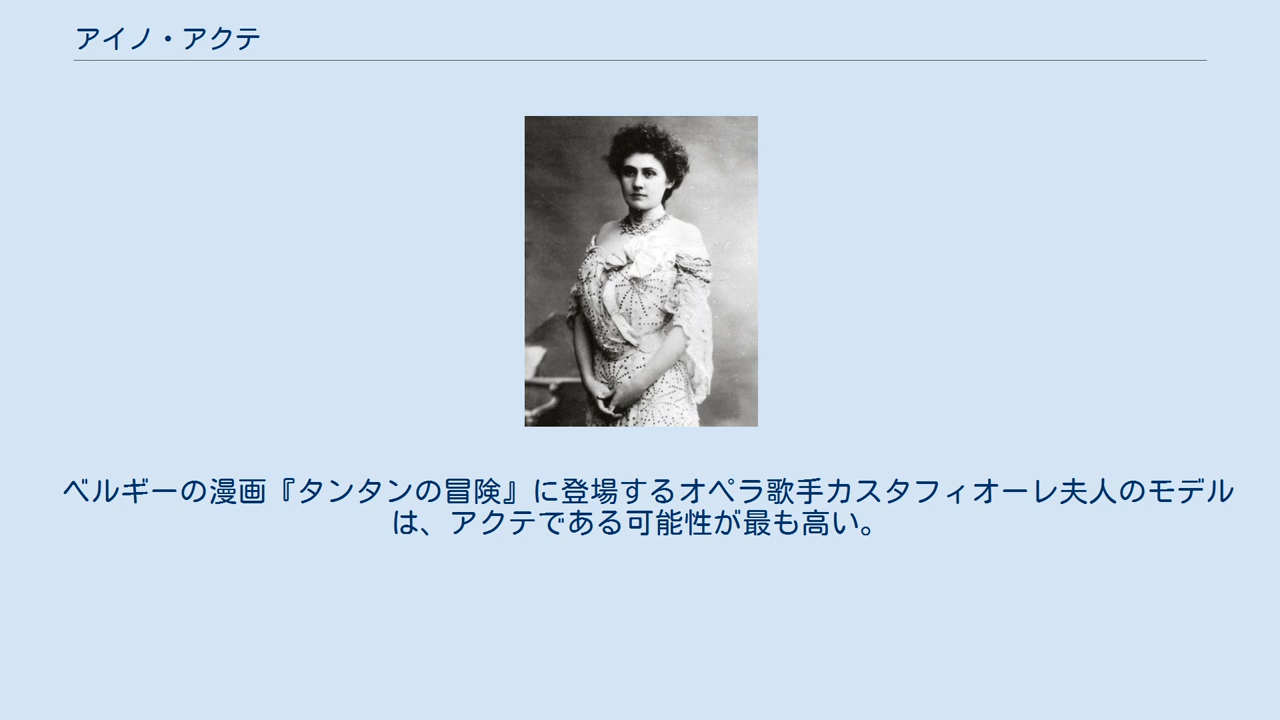 アイノ・アクテ
ベルギーの漫画『タンタンの冒険』に登場するオペラ歌手カスタフィオーレ夫人のモデル
は、アクテである可能性が最も高い。